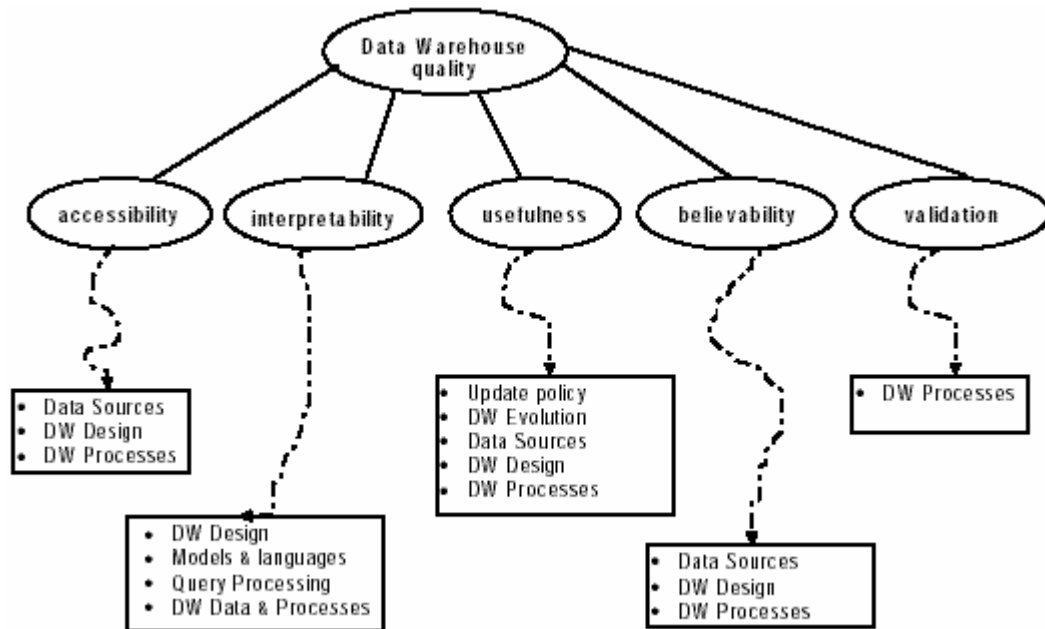 Data Warehouse
quality
accessibility
interpretability
usefulness
believability
validation
• Data Sources
• DW Design
• DW Processes
• DW Design
• Models & languages
• Query Processing
• DW Data & Processes
• Update policy
• DW Evolution
• Data Sources
• DW Design
• DW Processes
• Data Sources
• DW Design
• DW Processes
• DW Processes